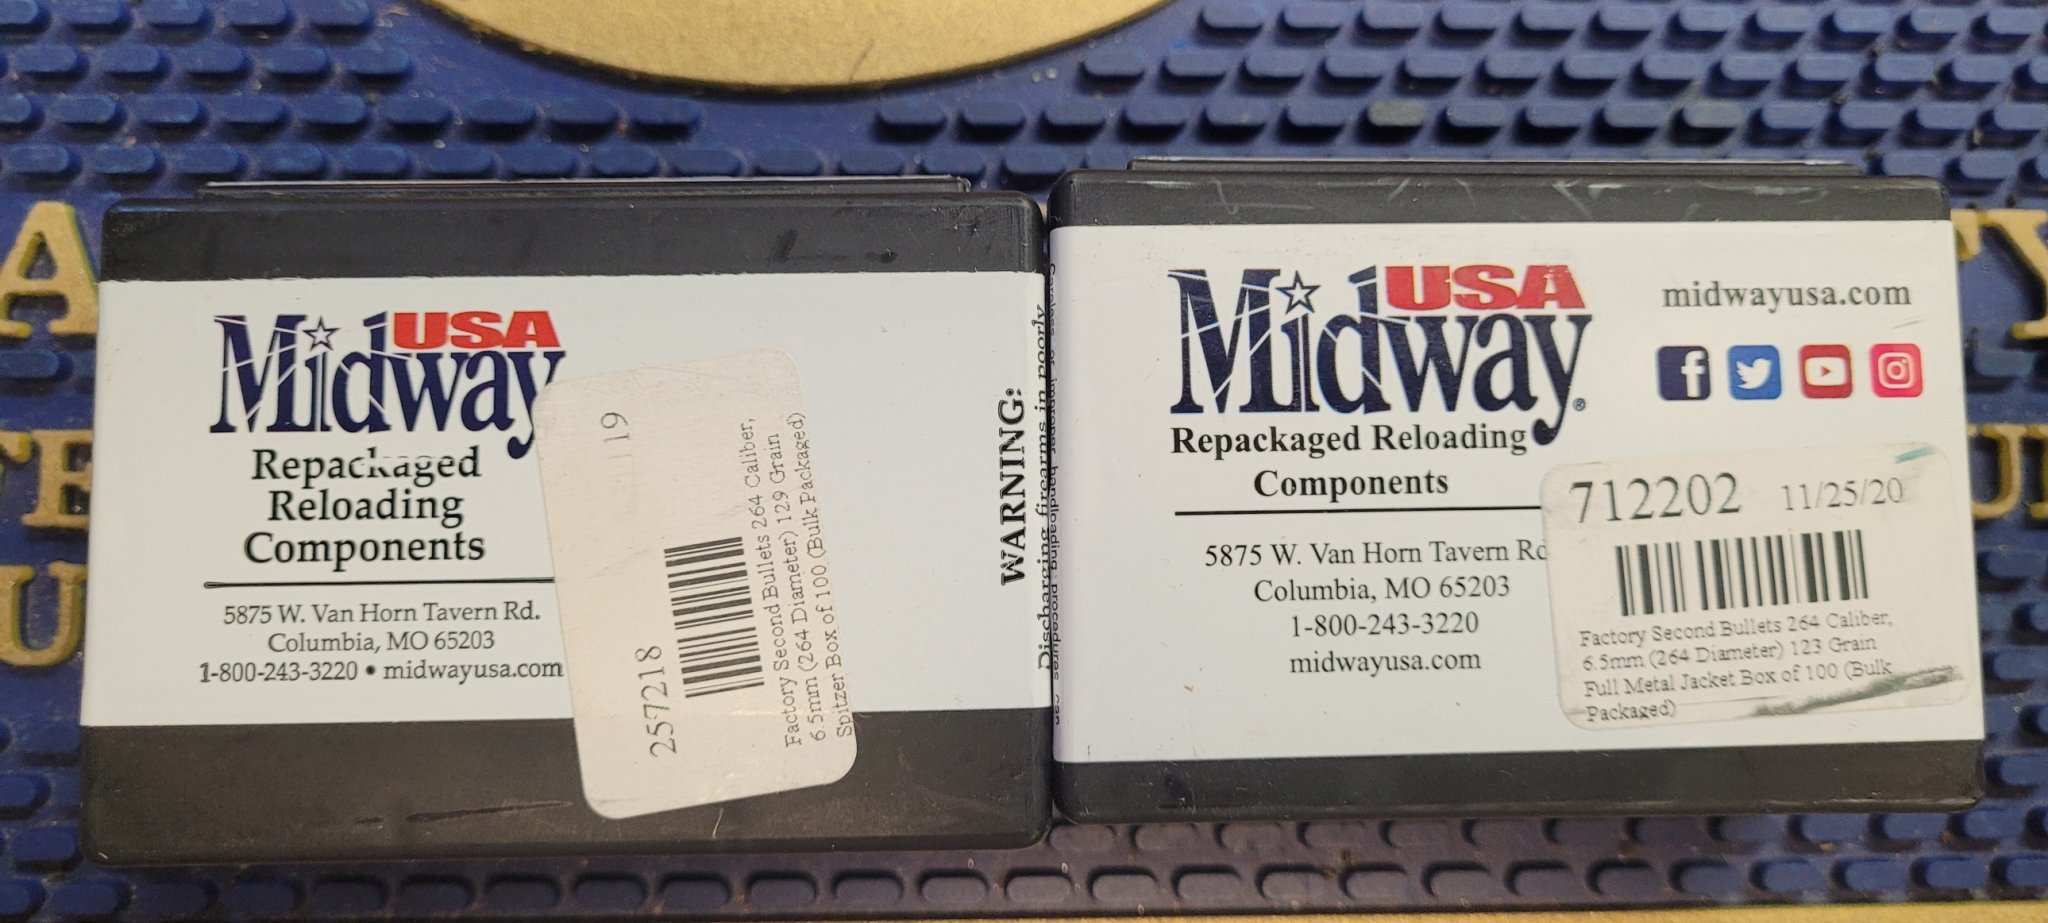 Midway USA
Repackaged
Reloading
Components
5875 W. Van Horn Tavern Rd.
Columbia, MO 65203
1-800-243-3220 • midwayusa.com
257218
19
Factory Second Bullets 264 Caliber,
6.5mm (264 Diameter) 129 Grain
Spitzer Box of 100 (Bulk Packaged)
WARNING:
Discharging firearms in poorly
Midway USA®
Repackaged Reloading
Components
5875 W. Van Horn Tavern Rd
Columbia, MO 65203
1-800-243-3220
midwayusa.com
midwayusa.com
712202 11/25/20
Factory Second Bullets 264 Caliber,
6.5mm (264 Diameter) 123 Grain
Full Metal Jacket Box of 100 (Bulk
Packaged)